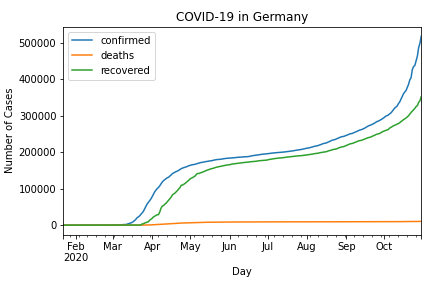 COVID-19 in Germany
confirmed
deaths
recovered
Number of Cases
500000
400000
300000
200000
100000
0
Feb Mar Apr May Jun Jul Aug Sep Oct
2020
Day